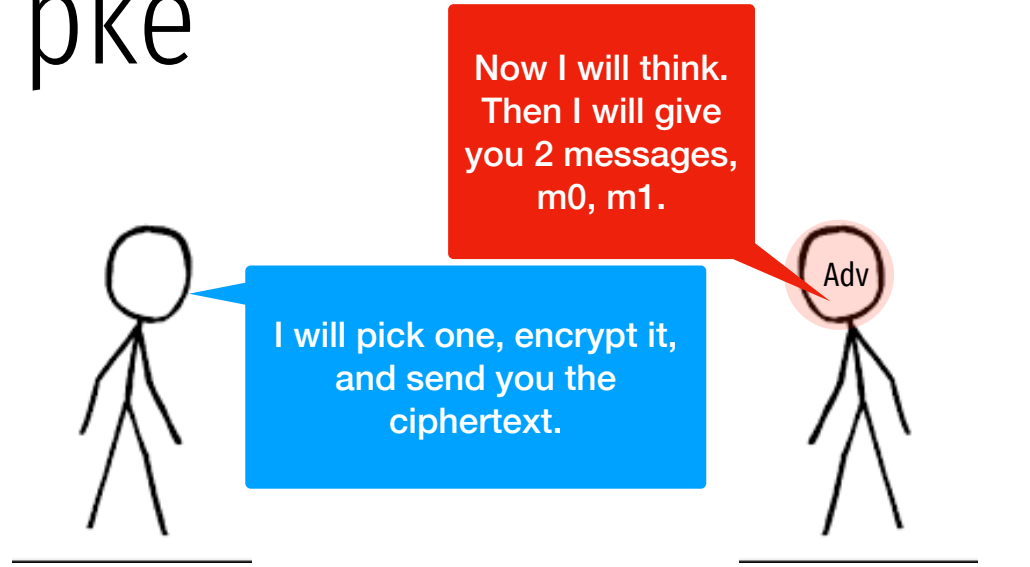 pke
Now I will think.
Then I will give
you 2 messages,
m0, m1.
Adv
I will pick one, encrypt it,
and send you the
ciphertext.